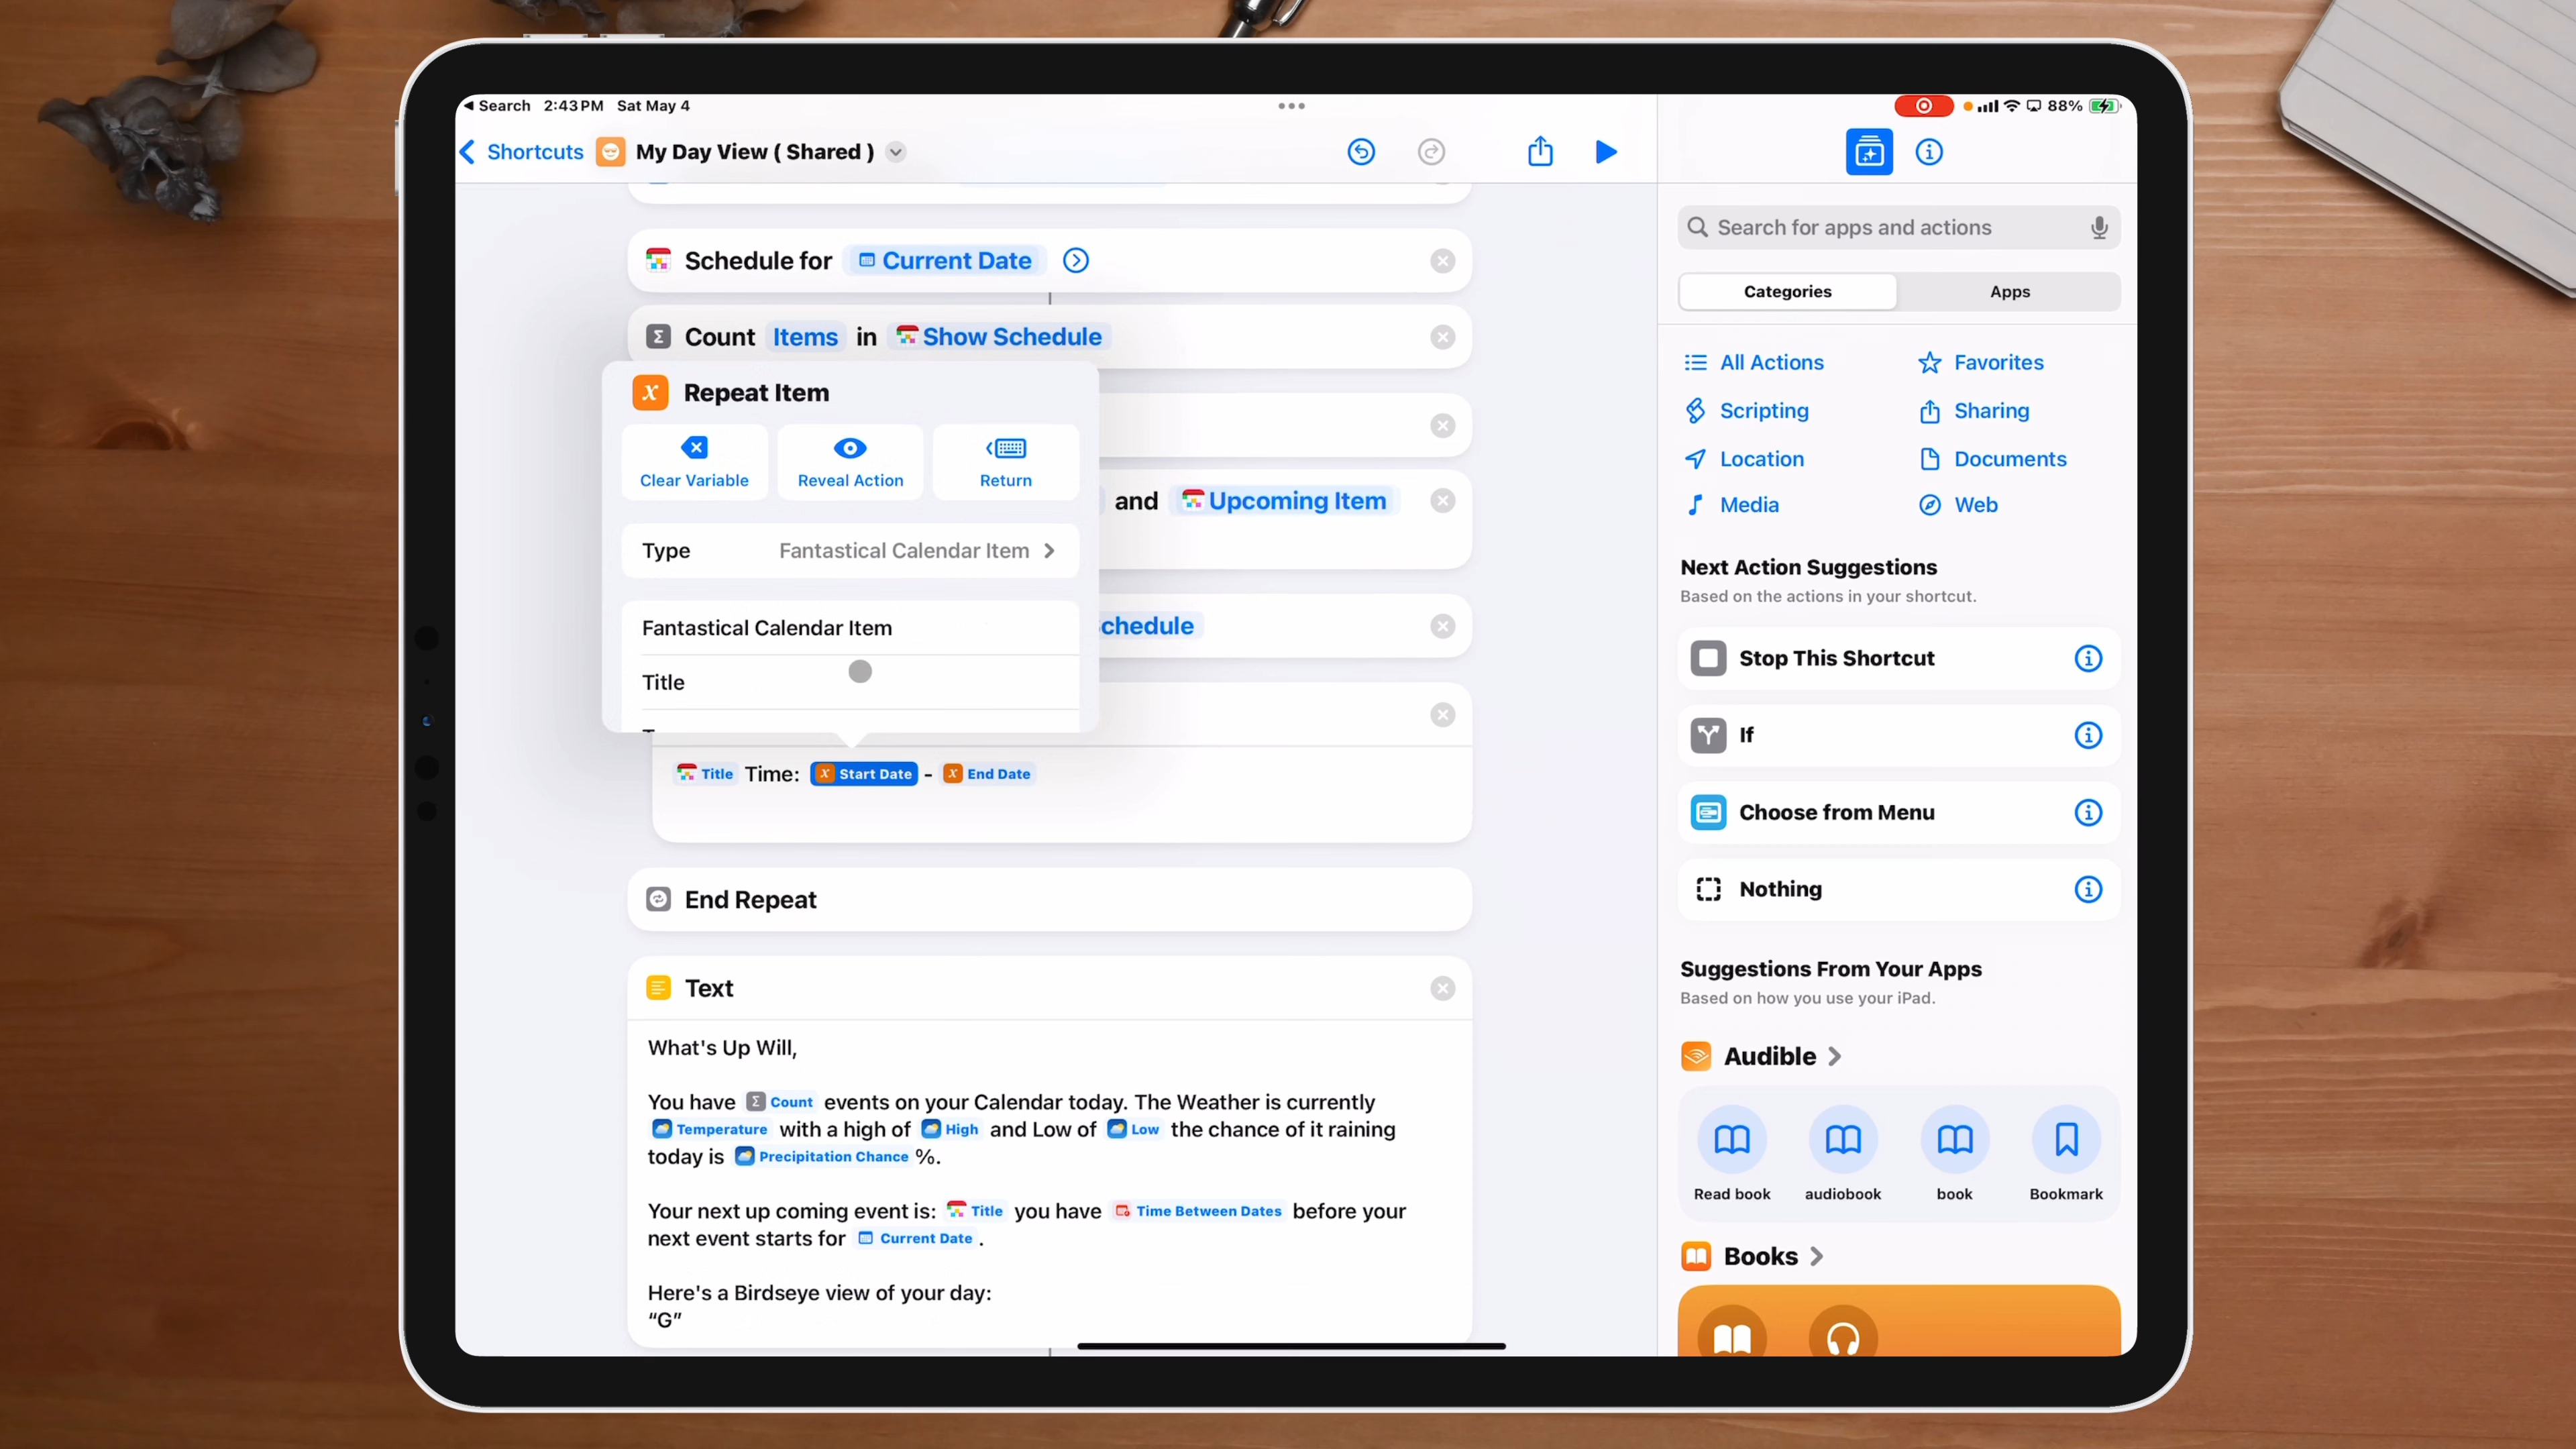 Search 2:43 PM Sat May 4
88%
Shortcuts My Day View ( Shared )
Schedule for Current Date
Count Items in Show Schedule
Repeat Item
Clear Variable Reveal Action Return
and Upcoming Item
Type Fantastical Calendar Item
Fantastical Calendar Item
chedule
Title
Title Time: Start Date - End Date
End Repeat
Text
What's Up Will,
You have Count events on your Calendar today. The Weather is currently
Temperature with a high of High and Low of Low the chance of it raining
today is Precipitation Chance %.
Your next up coming event is: Title you have Time Between Dates before your
next event starts for Current Date .
Here's a Birdseye view of your day:
“G”
Search for apps and actions
Categories Apps
All Actions Favorites
Scripting Sharing
Location Documents
Media Web
Next Action Suggestions
Based on the actions in your shortcut.
Stop This Shortcut
If
Choose from Menu
Nothing
Suggestions From Your Apps
Based on how you use your iPad.
Audible
Read book audiobook book Bookmark
Books